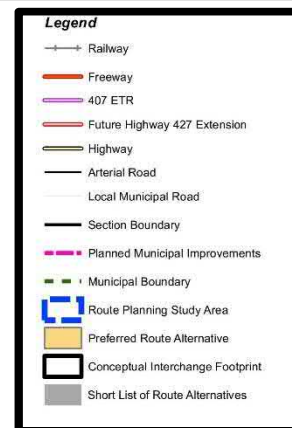 Legend
Railway
Freeway
407 ETR
Future Highway 427 Extension
Highway
Arterial Road
Local Municipal Road
Section Boundary
Planned Municipal Improvements
Municipal Boundary
Route Planning Study Area
Preferred Route Alternative
Conceptual Interchange Footprint
Short List of Route Alternatives